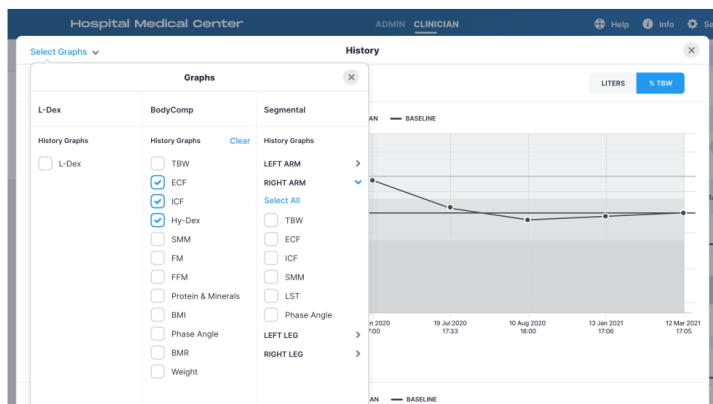 Hospital Medical Center
ADMIN CLINICIAN
Help
Info
Select Graphs
History
Graphs
LITERS
% TBW
L-Dex
BodyComp
Segmental
BASELINE
History Graphs
History Graphs
Clear
History Graphs
L-Dex
TBW
ECF
ICF
Hy-Dex
SMM
FM
FFM
Protein & Minerals
BMI
Phase Angle
BMR
Weight
LEFT ARM
RIGHT ARM
Select All
TBW
ECF
ICF
SMM
LST
Phase Angle
LEFT LEG
RIGHT LEG
2020
19 Jul 2020
17:33
10 Aug 2020
18:00
13 Jan 2021
17:06
12 Mar 2021
17:05
BASELINE